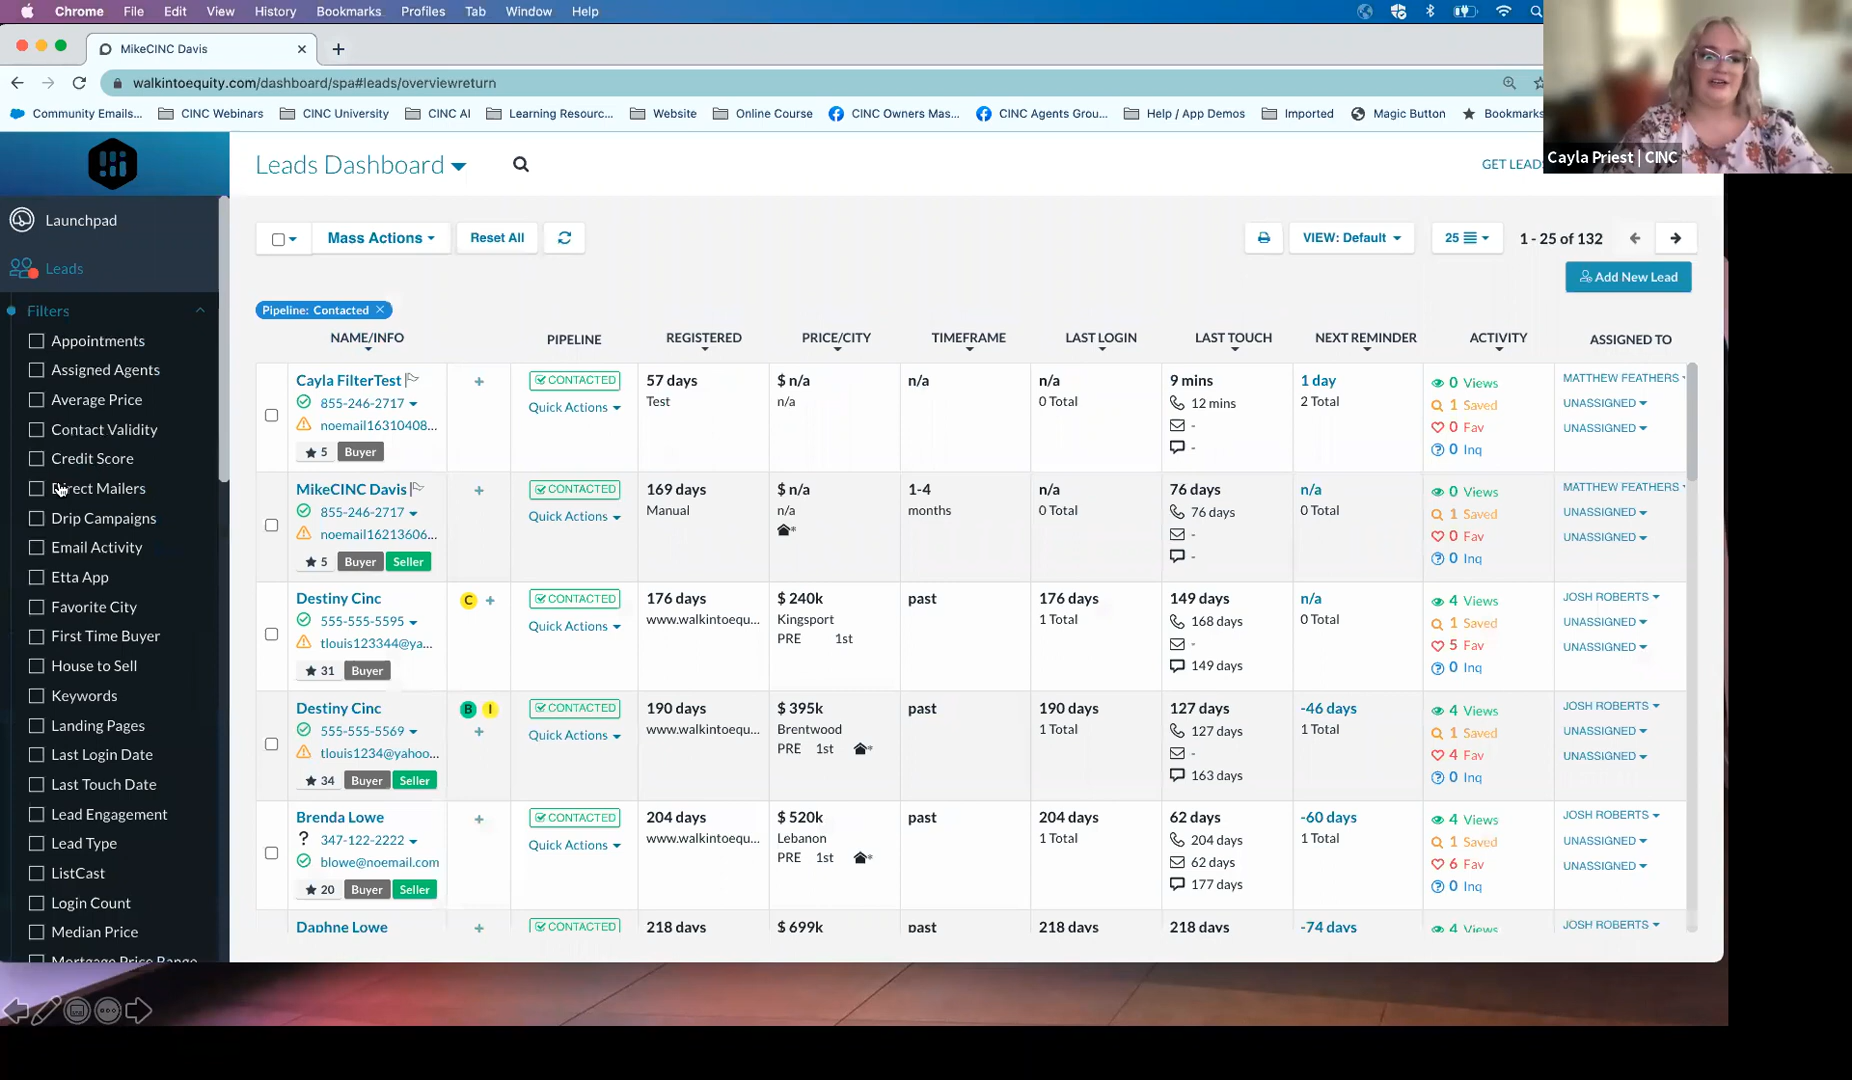 Chrome File Edit View History Bookmarks Profiles Tab Window Help
MikeCINC Davis
walkintoequity.com/dashboard/spa#leads/overviewreturn
Community Emails... CINC Webinars CINC University CINC AI Learning Resourc... Website Online Course CINC Owners Mas... CINC Agents Grou... Help / App Demos Imported Magic Button Bookmarks
Cayla Priest | CINC
Leads Dashboard
GET LEADS
Launchpad
Leads
Filters
Appointments
Assigned Agents
Average Price
Contact Validity
Credit Score
Direct Mailers
Drip Campaigns
Email Activity
Etta App
Favorite City
First Time Buyer
House to Sell
Keywords
Landing Pages
Last Login Date
Last Touch Date
Lead Engagement
Lead Type
ListCast
Login Count
Median Price
Mortgage Price Range
Mass Actions Reset All VIEW: Default 25 1 - 25 of 132
Add New Lead
Pipeline: Contacted
NAME/INFO PIPELINE REGISTERED PRICE/CITY TIMEFRAME LAST LOGIN LAST TOUCH NEXT REMINDER ACTIVITY ASSIGNED TO
Cayla FilterTest + CONTACTED 57 days $ n/a n/a n/a 9 mins 1 day 0 Views MATTHEW FEATHERS
855-246-2717 Quick Actions Test n/a 0 Total 12 mins 2 Total 1 Saved UNASSIGNED
noemail16310408... - 0 Fav UNASSIGNED
5 Buyer - 0 Inq
MikeCINC Davis + CONTACTED 169 days $ n/a 1-4 n/a 76 days n/a 0 Views MATTHEW FEATHERS
855-246-2717 Quick Actions Manual n/a months 0 Total 76 days 0 Total 1 Saved UNASSIGNED
noemail16213606... - 0 Fav UNASSIGNED
5 Buyer Seller - 0 Inq
Destiny Cinc C + CONTACTED 176 days $ 240k past 176 days 149 days n/a 4 Views JOSH ROBERTS
555-555-5595 Quick Actions www.walkintoequ... Kingsport 1 Total 168 days 0 Total 1 Saved UNASSIGNED
tlouis123344@ya... PRE 1st - 5 Fav UNASSIGNED
31 Buyer 149 days 0 Inq
Destiny Cinc B I CONTACTED 190 days $ 395k past 190 days 127 days -46 days 4 Views JOSH ROBERTS
555-555-5569 + Quick Actions www.walkintoequ... Brentwood 1 Total 127 days 1 Total 1 Saved UNASSIGNED
tlouis1234@yahoo... PRE 1st * - 4 Fav UNASSIGNED
34 Buyer Seller 163 days 0 Inq
Brenda Lowe + CONTACTED 204 days $ 520k past 204 days 62 days -60 days 4 Views JOSH ROBERTS
? 347-122-2222 Quick Actions www.walkintoequ... Lebanon 1 Total 204 days 1 Total 1 Saved UNASSIGNED
blowe@noemail.com PRE 1st * 62 days 6 Fav UNASSIGNED
20 Buyer Seller 177 days 0 Inq
Daphne Lowe + CONTACTED 218 days $ 699k past 218 days 218 days -74 days 4 Views JOSH ROBERTS